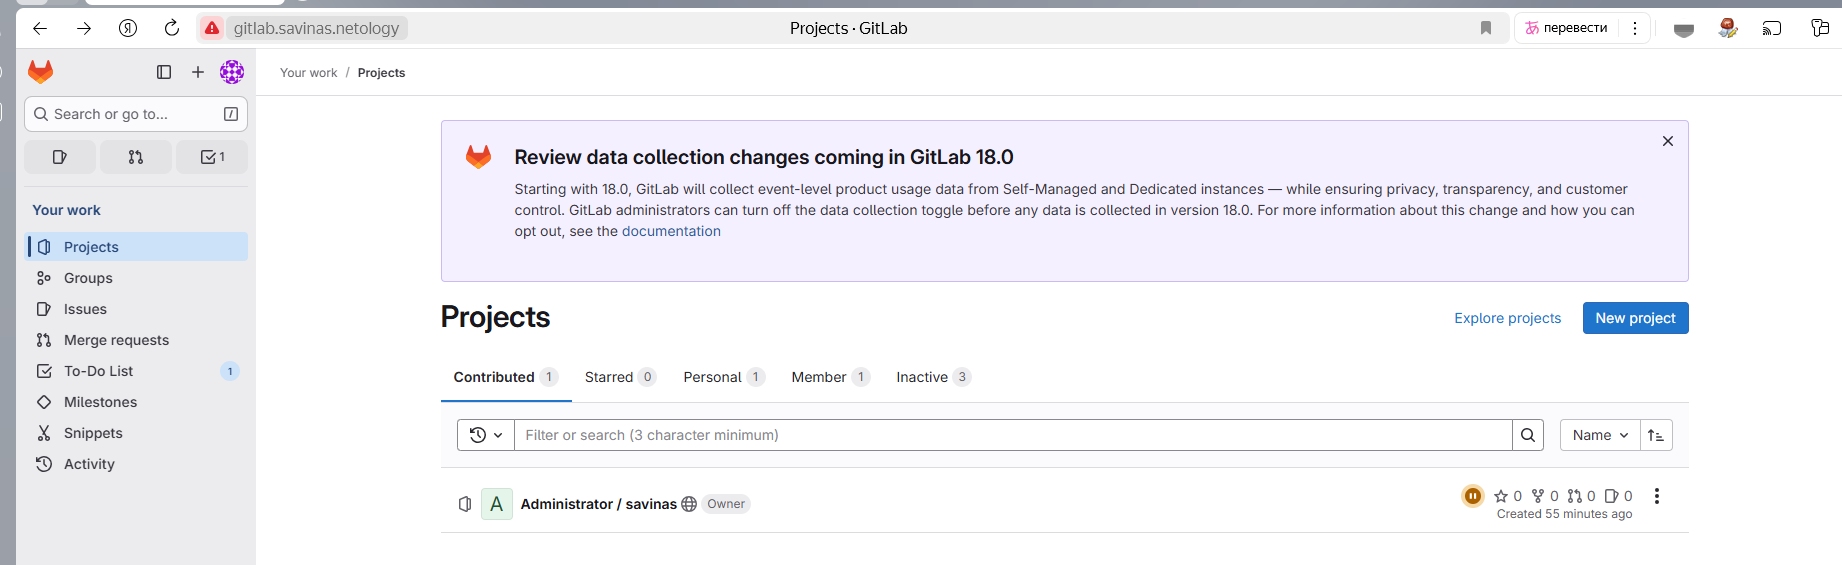 gitlab.savinas.netology
Projects · GitLab
перевести
Your work / Projects
Search or go to...
/
1
Your work
Projects
Groups
Issues
Merge requests
To-Do List 1
Milestones
Snippets
Activity
Review data collection changes coming in GitLab 18.0
Starting with 18.0, GitLab will collect event-level product usage data from Self-Managed and Dedicated instances — while ensuring privacy, transparency, and customer
control. GitLab administrators can turn off the data collection toggle before any data is collected in version 18.0. For more information about this change and how you can
opt out, see the documentation
Projects
Explore projects
New project
Contributed 1 Starred 0 Personal 1 Member 1 Inactive 3
Filter or search (3 character minimum)
Name
A Administrator / savinas Owner
0 0 0 0
Created 55 minutes ago